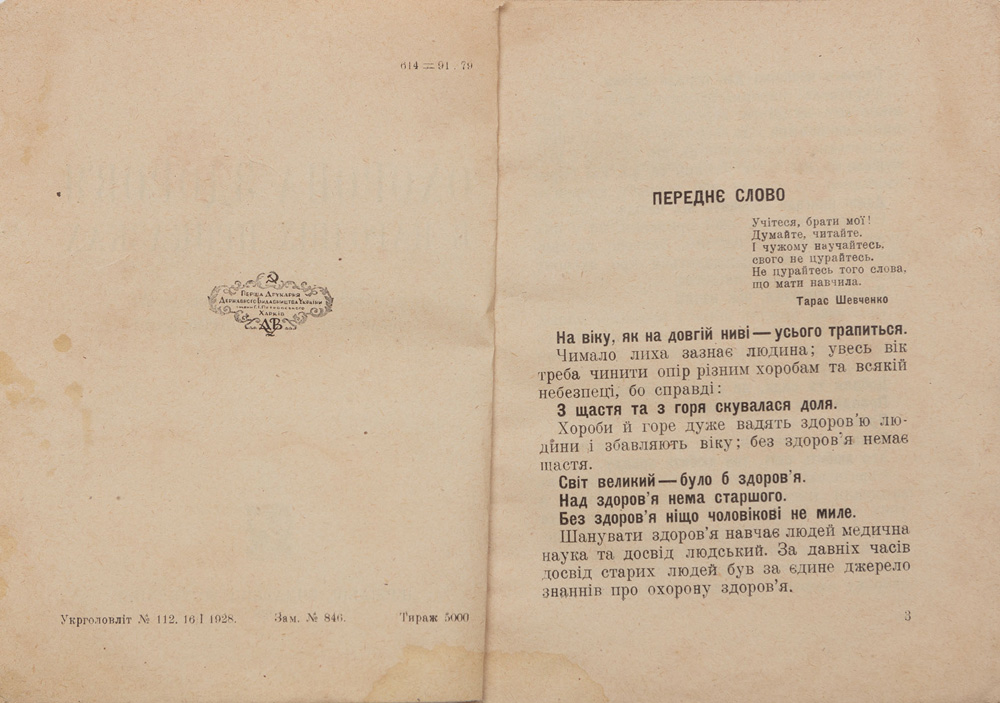 614 = 91 . 79
Перша Друкарня
Державного Видавництва України
Харків
Укрголовліт № 112. 16 I 1928.
Зам. № 846.
Тираж 5000
ПЕРЕДНЄ СЛОВО
Учітеся, брати мої!
Думайте, читайте.
І чужому научайтесь,
свого не цурайтесь.
Не цурайтесь того слова,
що мати навчила.
Тарас Шевченко
На віку, як на довгій ниві — усього трапиться.
Чимало лиха зазнає людина; увесь вік
треба чинити опір різним хоробам та всякій
небезпеці, бо справді:
З щастя та з горя скувалася доля.
Хороби й горе дуже вадять здоров'ю лю-
дини і збавляють віку; без здоров'я немає
щастя.
Світ великий — було б здоров'я.
Над здоров'я нема старшого.
Без здоров'я ніщо чоловікові не миле.
Шанувати здоров'я навчає людей медична
наука та досвід людський. За давніх часів
досвід старих людей був за єдине джерело
знаннів про охорону здоров'я.
3